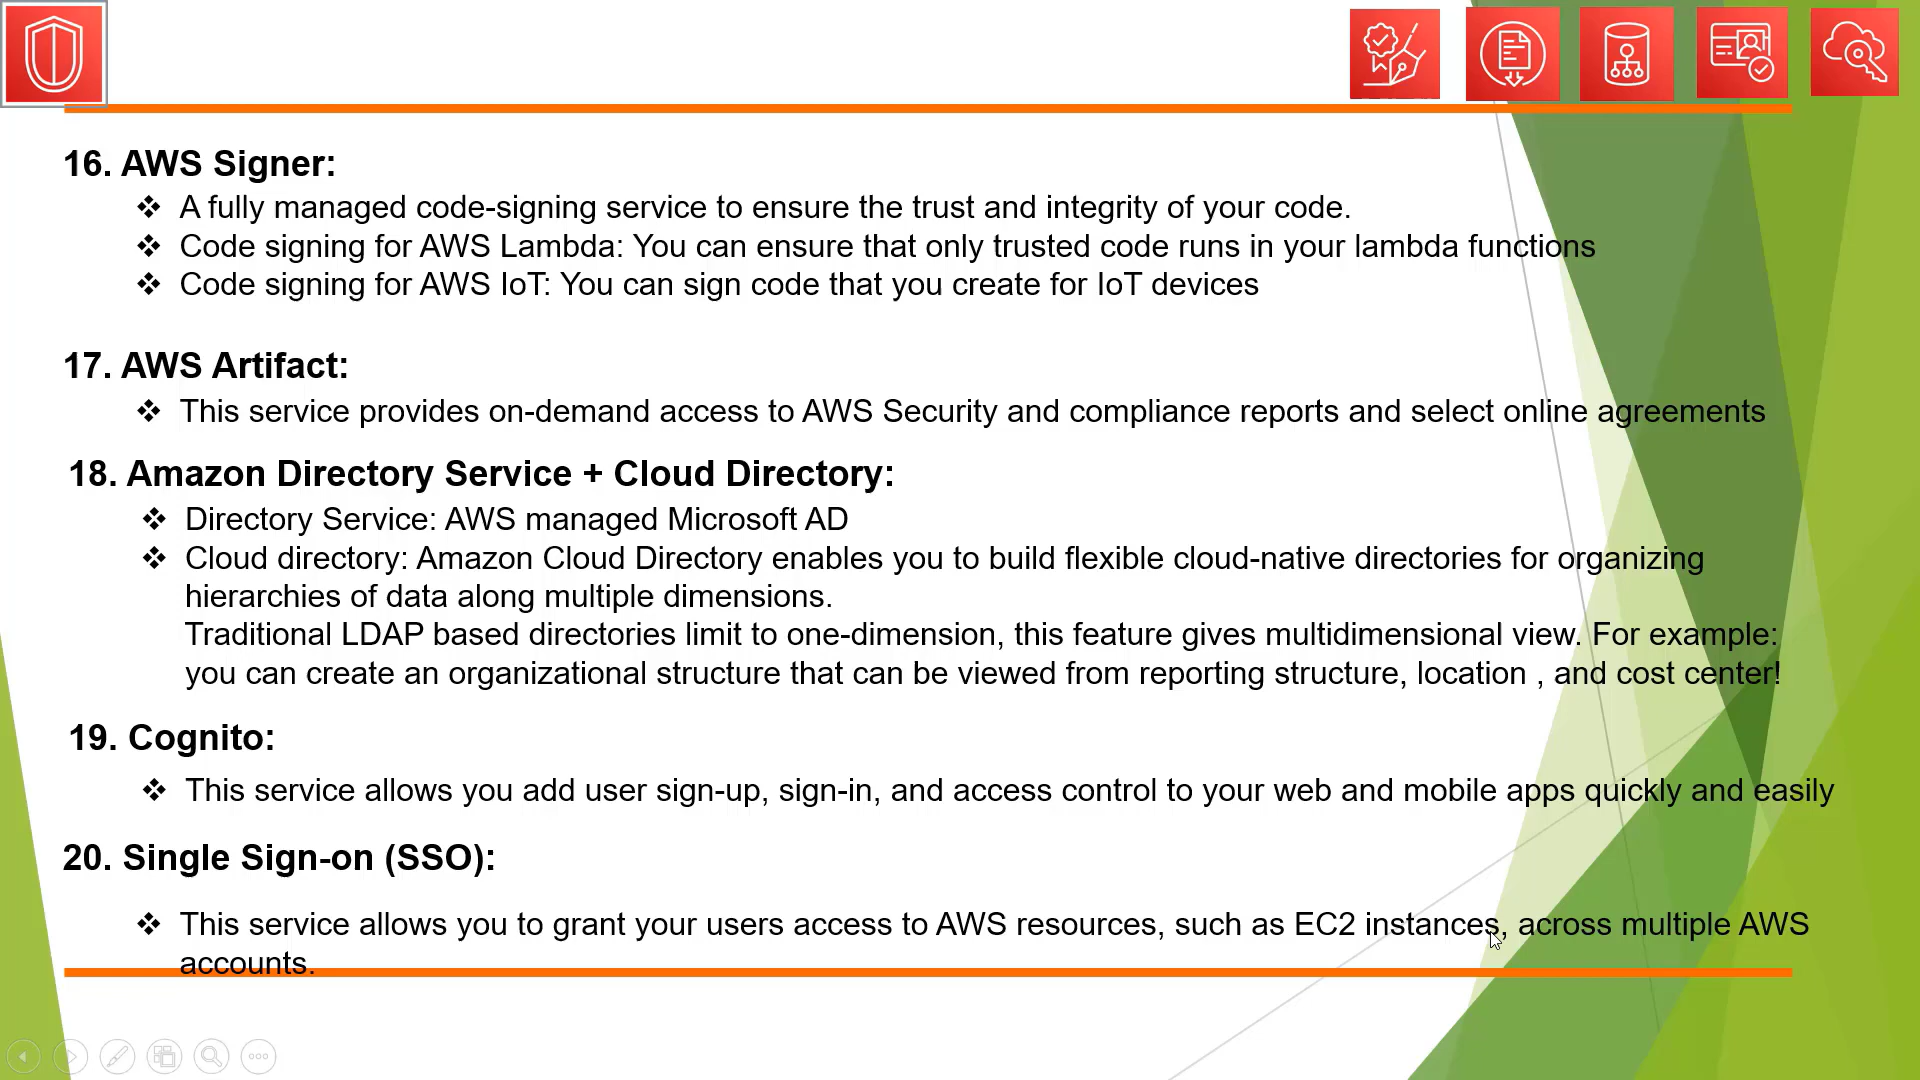 16. AWS Signer:
❖ A fully managed code-signing service to ensure the trust and integrity of your code.
❖ Code signing for AWS Lambda: You can ensure that only trusted code runs in your lambda functions
❖ Code signing for AWS IoT: You can sign code that you create for IoT devices
17. AWS Artifact:
❖ This service provides on-demand access to AWS Security and compliance reports and select online agreements
18. Amazon Directory Service + Cloud Directory:
❖ Directory Service: AWS managed Microsoft AD
❖ Cloud directory: Amazon Cloud Directory enables you to build flexible cloud-native directories for organizing
hierarchies of data along multiple dimensions.
Traditional LDAP based directories limit to one-dimension, this feature gives multidimensional view. For example:
you can create an organizational structure that can be viewed from reporting structure, location , and cost center!
19. Cognito:
❖ This service allows you add user sign-up, sign-in, and access control to your web and mobile apps quickly and easily
20. Single Sign-on (SSO):
❖ This service allows you to grant your users access to AWS resources, such as EC2 instances, across multiple AWS
accounts.